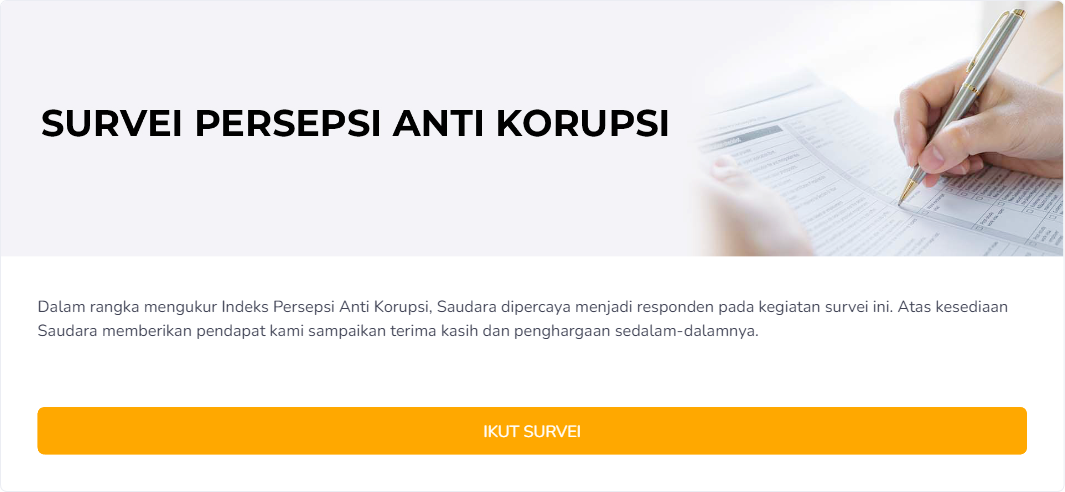 SURVEI PERSEPSI ANTI KORUPSI
Dalam rangka mengukur Indeks Persepsi Anti Korupsi, Saudara dipercaya menjadi responden pada kegiatan survei ini. Atas kesediaan
Saudara memberikan pendapat kami sampaikan terima kasih dan penghargaan sedalam-dalamnya.
IKUT SURVEI